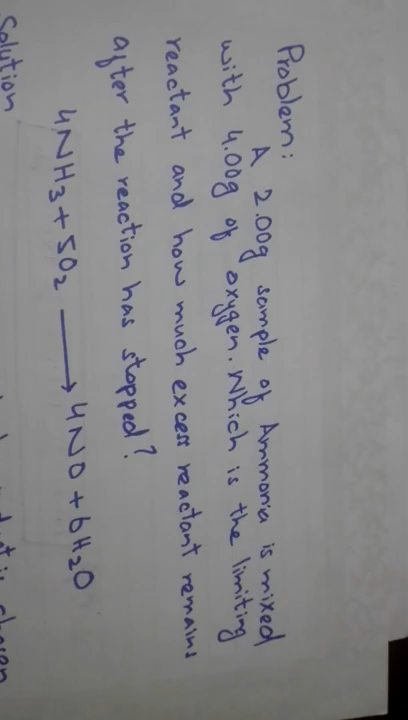 Problem:
A 2.00g sample of Ammonia is mixed
with 4.00g of oxygen. Which is the limiting
reactant and how much excess reactant remains
after the reaction has stopped?
4NH3 + 5O2 → 4NO + 6H2O
Solution
chosen